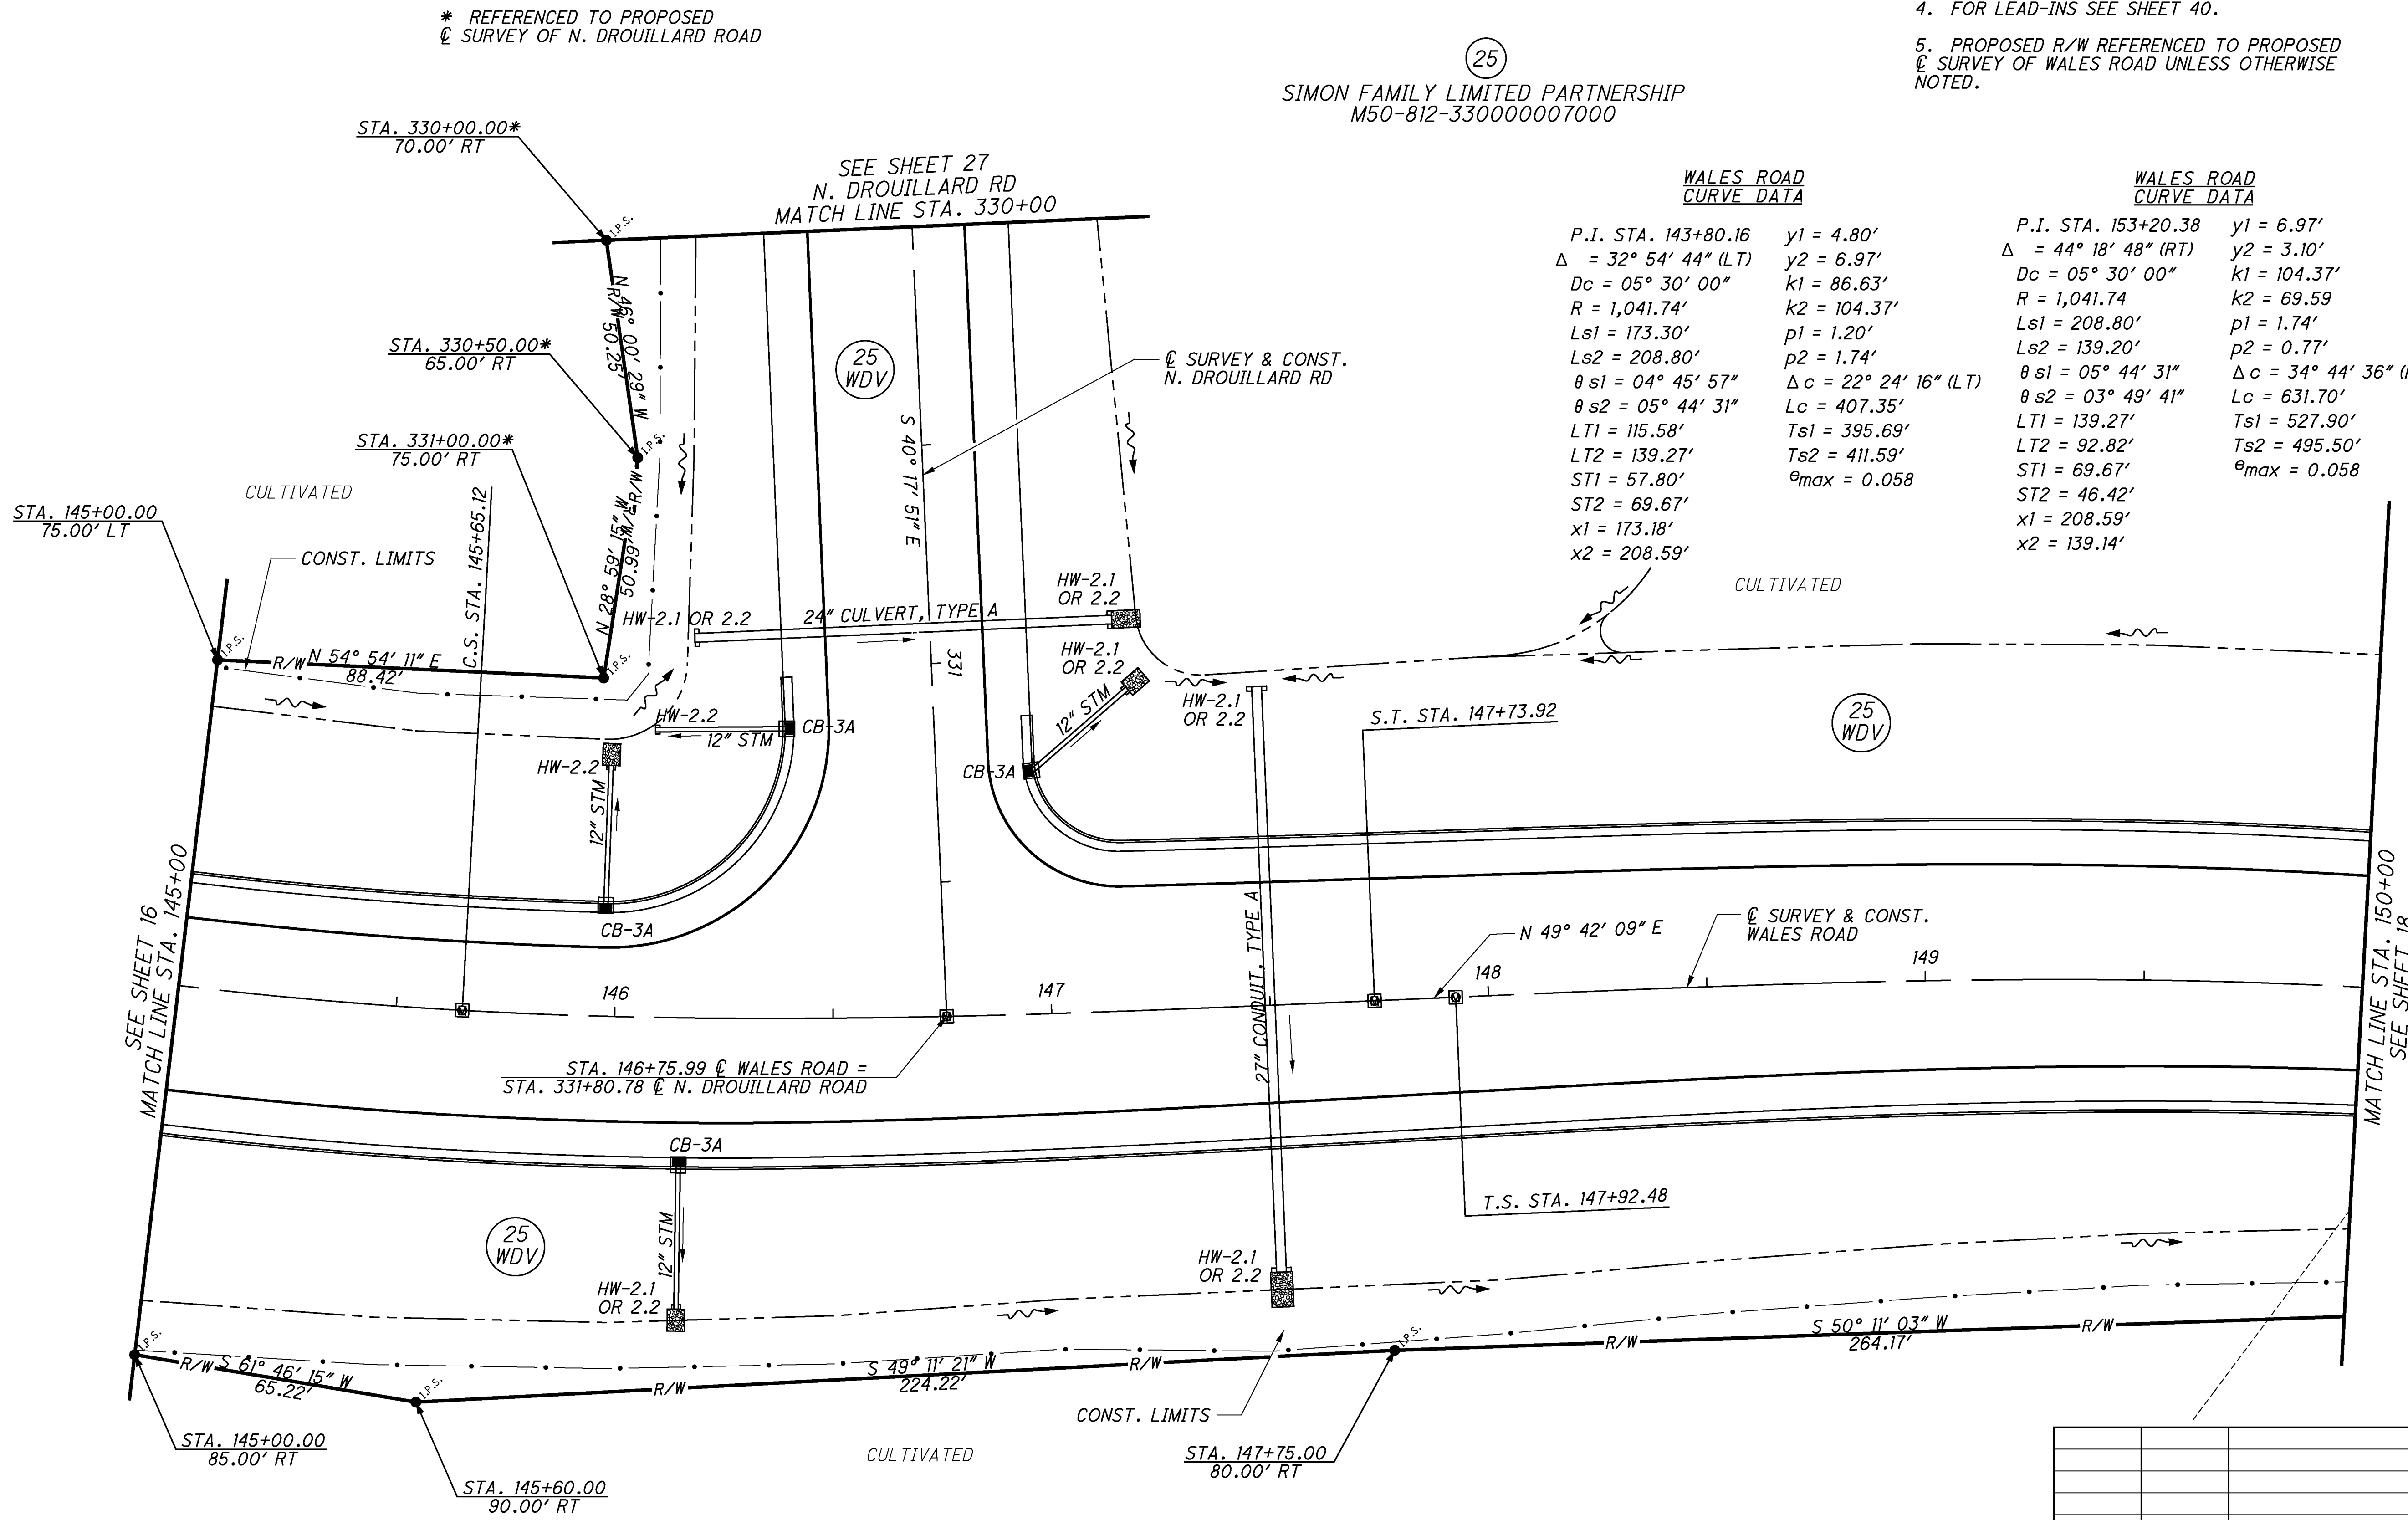 * REFERENCED TO PROPOSED
℄ SURVEY OF N. DROUILLARD ROAD
4. FOR LEAD-INS SEE SHEET 40.
5. PROPOSED R/W REFERENCED TO PROPOSED
℄ SURVEY OF WALES ROAD UNLESS OTHERWISE
NOTED.
25
SIMON FAMILY LIMITED PARTNERSHIP
M50-812-330000007000
STA. 330+00.00*
70.00' RT
SEE SHEET 27
N. DROUILLARD RD
MATCH LINE STA. 330+00
I.P.S.
N 46° 00' 29" W
R/W 50.25'
STA. 330+50.00*
65.00' RT
I.P.S.
R/W
STA. 331+00.00*
75.00' RT
N 28° 59' 15" W
R/W
50.99'
I.P.S.
25
WDV
S 40° 17' 51" E
℄ SURVEY & CONST.
N. DROUILLARD RD
WALES ROAD
CURVE DATA
P.I. STA. 143+80.16
Δ = 32° 54' 44" (LT)
Dc = 05° 30' 00"
R = 1,041.74'
Ls1 = 173.30'
Ls2 = 208.80'
θs1 = 04° 45' 57"
θs2 = 05° 44' 31"
LT1 = 115.58'
LT2 = 139.27'
ST1 = 57.80'
ST2 = 69.67'
x1 = 173.18'
x2 = 208.59'
y1 = 4.80'
y2 = 6.97'
k1 = 86.63'
k2 = 104.37'
p1 = 1.20'
p2 = 1.74'
Δc = 22° 24' 16" (LT)
Lc = 407.35'
Ts1 = 395.69'
Ts2 = 411.59'
emax = 0.058
WALES ROAD
CURVE DATA
P.I. STA. 153+20.38
Δ = 44° 18' 48" (RT)
Dc = 05° 30' 00"
R = 1,041.74
Ls1 = 208.80'
Ls2 = 139.20'
θs1 = 05° 44' 31"
θs2 = 03° 49' 41"
LT1 = 139.27'
LT2 = 92.82'
ST1 = 69.67'
ST2 = 46.42'
x1 = 208.59'
x2 = 139.14'
y1 = 6.97'
y2 = 3.10'
k1 = 104.37'
k2 = 69.59
p1 = 1.74'
p2 = 0.77'
Δc = 34° 44' 36"
Lc = 631.70'
Ts1 = 527.90'
Ts2 = 495.50'
emax = 0.058
CULTIVATED
STA. 145+00.00
75.00' LT
CONST. LIMITS
C.S. STA. 145+65.12
I.P.S.
R/W N 54° 54' 11" E
88.42'
HW-2.1 OR 2.2
24" CULVERT, TYPE A
HW-2.1
OR 2.2
HW-2.1
OR 2.2
HW-2.1
OR 2.2
CULTIVATED
331
12" STM
HW-2.2
12" STM
CB-3A
CB-3A
HW-2.2
12" STM
CB-3A
S.T. STA. 147+73.92
25
WDV
SEE SHEET 16
MATCH LINE STA. 145+00
27" CONDUIT, TYPE A
N 49° 42' 09" E
℄ SURVEY & CONST.
WALES ROAD
146
147
148
149
MATCH LINE STA. 150+00
SEE SHEET 18
STA. 146+75.99 ℄ WALES ROAD =
STA. 331+80.78 ℄ N. DROUILLARD ROAD
CB-3A
12" STM
T.S. STA. 147+92.48
25
WDV
HW-2.1
OR 2.2
HW-2.1
OR 2.2
I.P.S.
R/W S 61° 46' 15" W
65.22'
I.P.S.
R/W
S 49° 11' 21" W
224.22'
R/W
I.P.S.
R/W
S 50° 11' 03" W
264.17'
R/W
CONST. LIMITS
STA. 145+00.00
85.00' RT
STA. 145+60.00
90.00' RT
CULTIVATED
STA. 147+75.00
80.00' RT